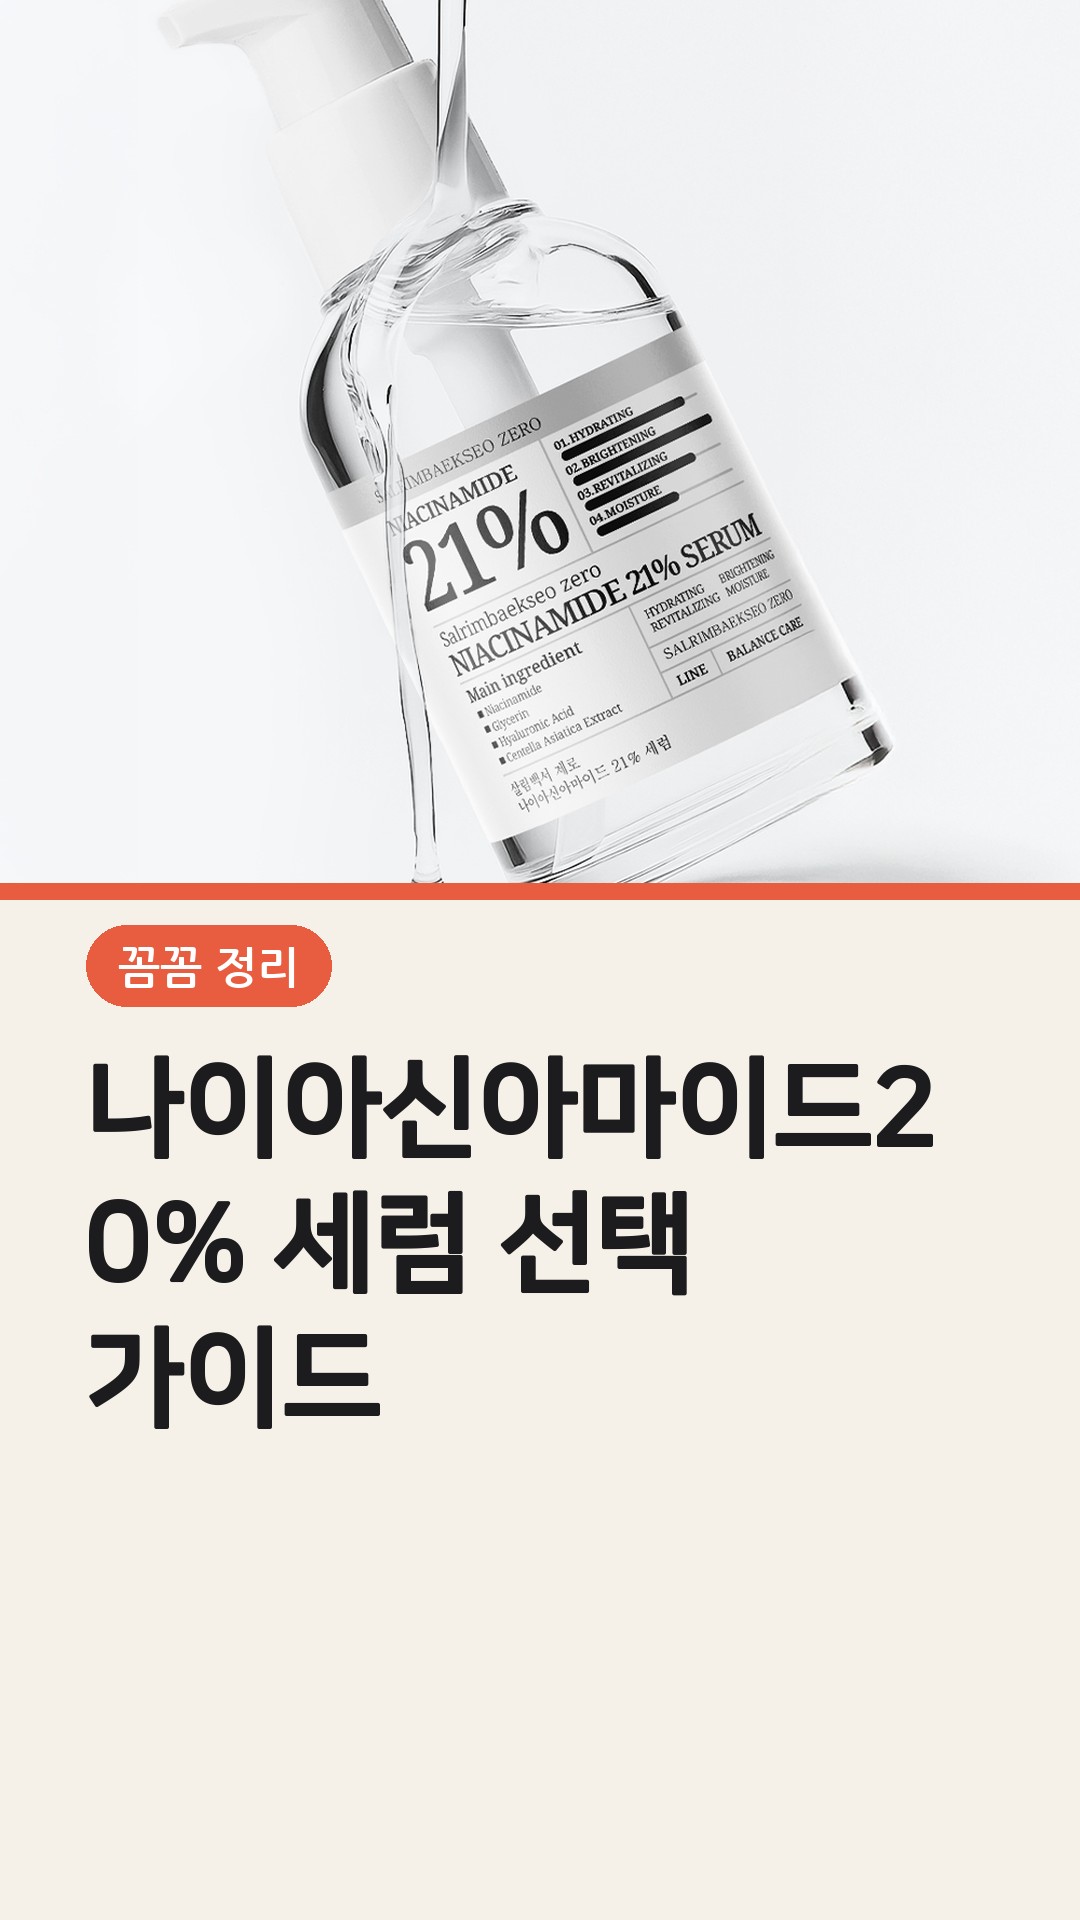 SALRIMBAEKSEO ZERO
NIACINAMIDE
21%
01.HYDRATING
02.BRIGHTENING
03.REVITALIZING
04.MOISTURE
Salrimbaekseo zero
NIACINAMIDE 21% SERUM
Main ingredient
■ Niacinamide
■ Glycerin
■ Hyaluronic Acid
■ Centella Asiatica Extract
HYDRATING BRIGHTENING
REVITALIZING MOISTURE
SALRIMBAEKSEO ZERO
LINE BALANCE CARE
살림백서 제로
나이아신아마이드 21% 세럼
꼼꼼 정리
나이아신아마이드2
0% 세럼 선택
가이드